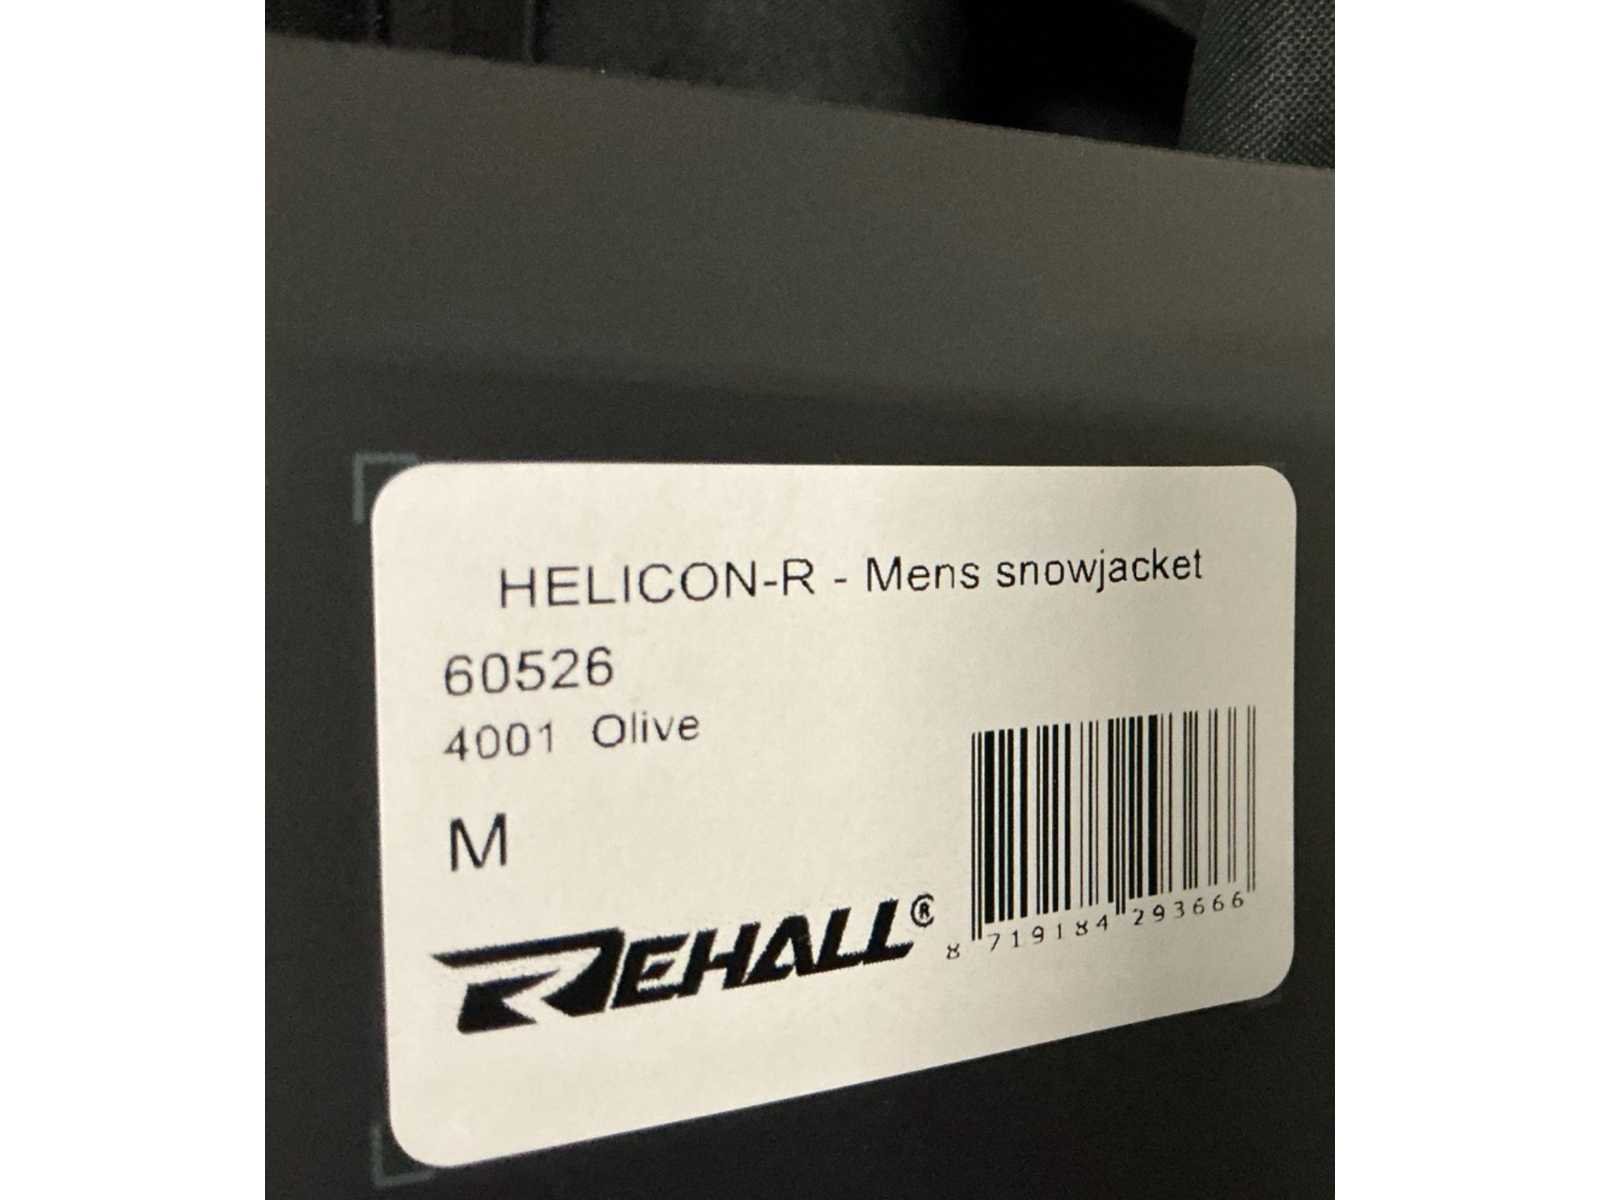 HELICON-R - Mens snowjacket
60526
4001 Olive
M
REHALL®
8 719184 293666